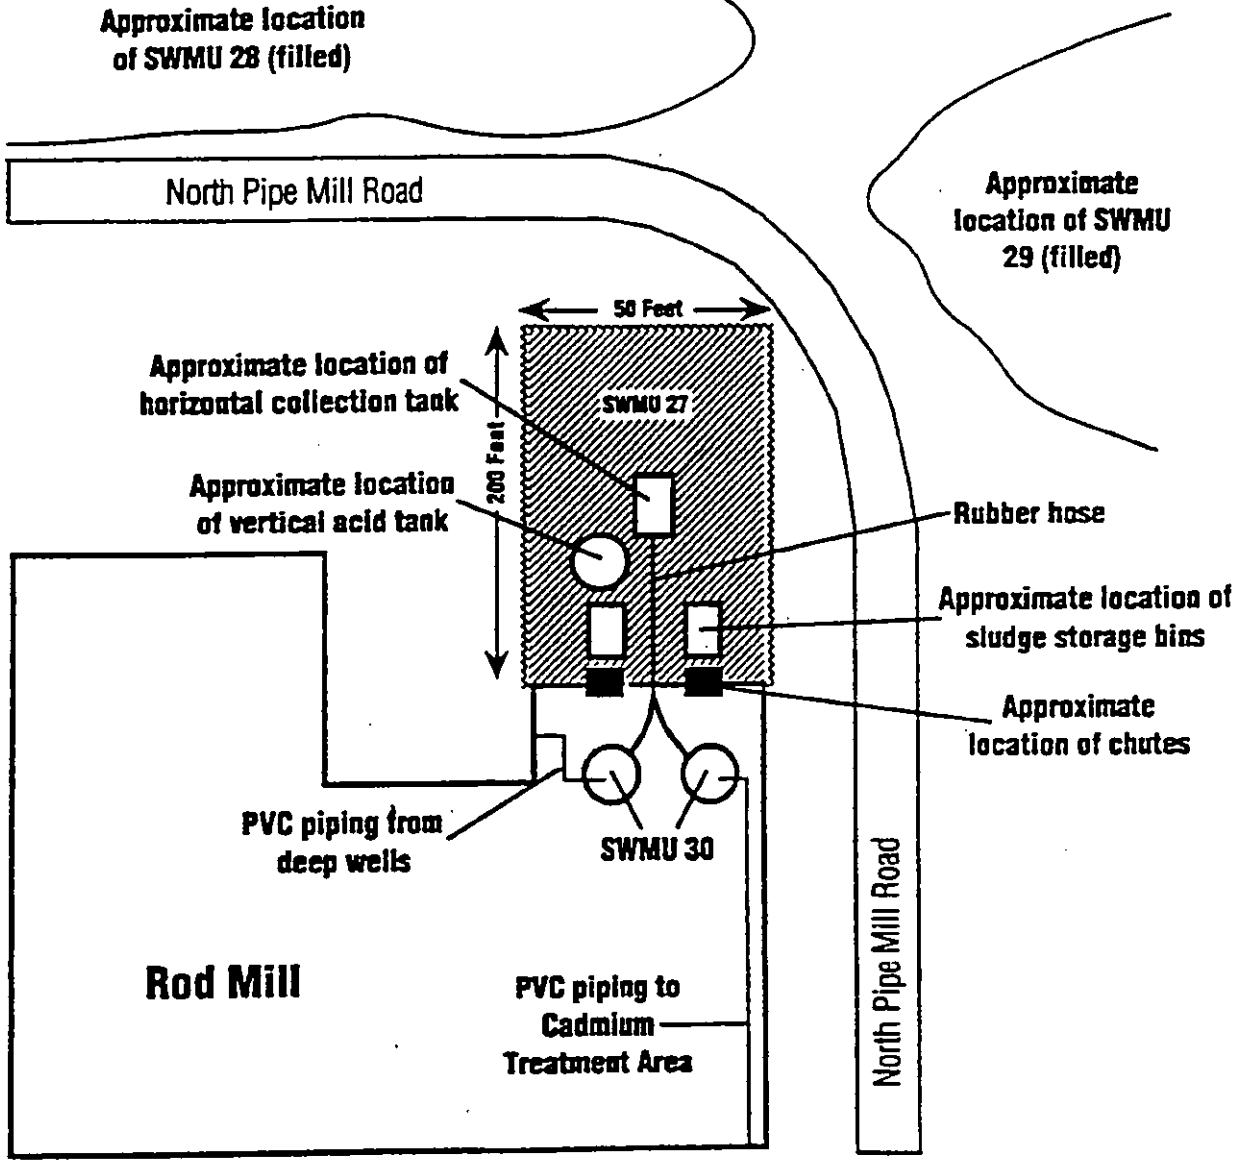 Approximate location
of SWMU 28 (filled)
North Pipe Mill Road
Approximate
location of SWMU
29 (filled)
50 Feet
Approximate location of
horizontal collection tank
SWMU 27
200 Feet
Approximate location
of vertical acid tank
Rubber hose
Approximate location of
sludge storage bins
Approximate
location of chutes
PVC piping from
deep wells
SWMU 30
Rod Mill
PVC piping to
Cadmium
Treatment Area
North Pipe Mill Road